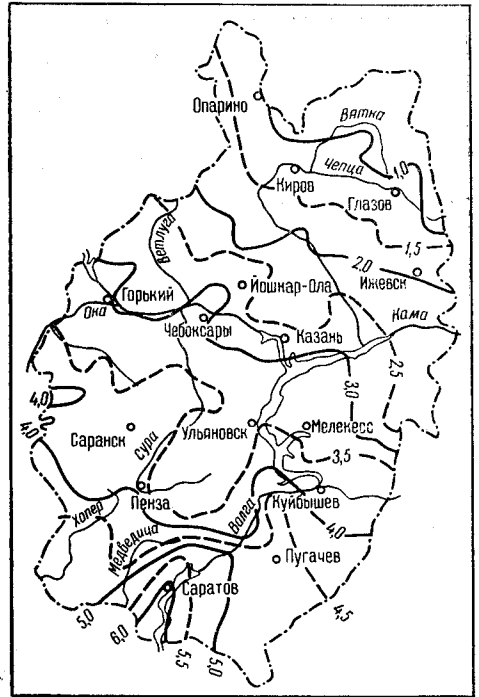 Опарино
Вятка
Чепца
Киров
1,0
Глазов
Ветлуга
1,5
2,0
Йошкар-Ола
Ижевск
Горький
Ока
Чебоксары
Казань
Кама
2,5
3,0
4,0
4,0
Саранск
Сура
Ульяновск
Мелекесс
3,5
Пенза
Хопер
Медведица
Волга
Куйбышев
4,0
Пугачев
Саратов
4,5
5,0
6,0
5,5
5,0